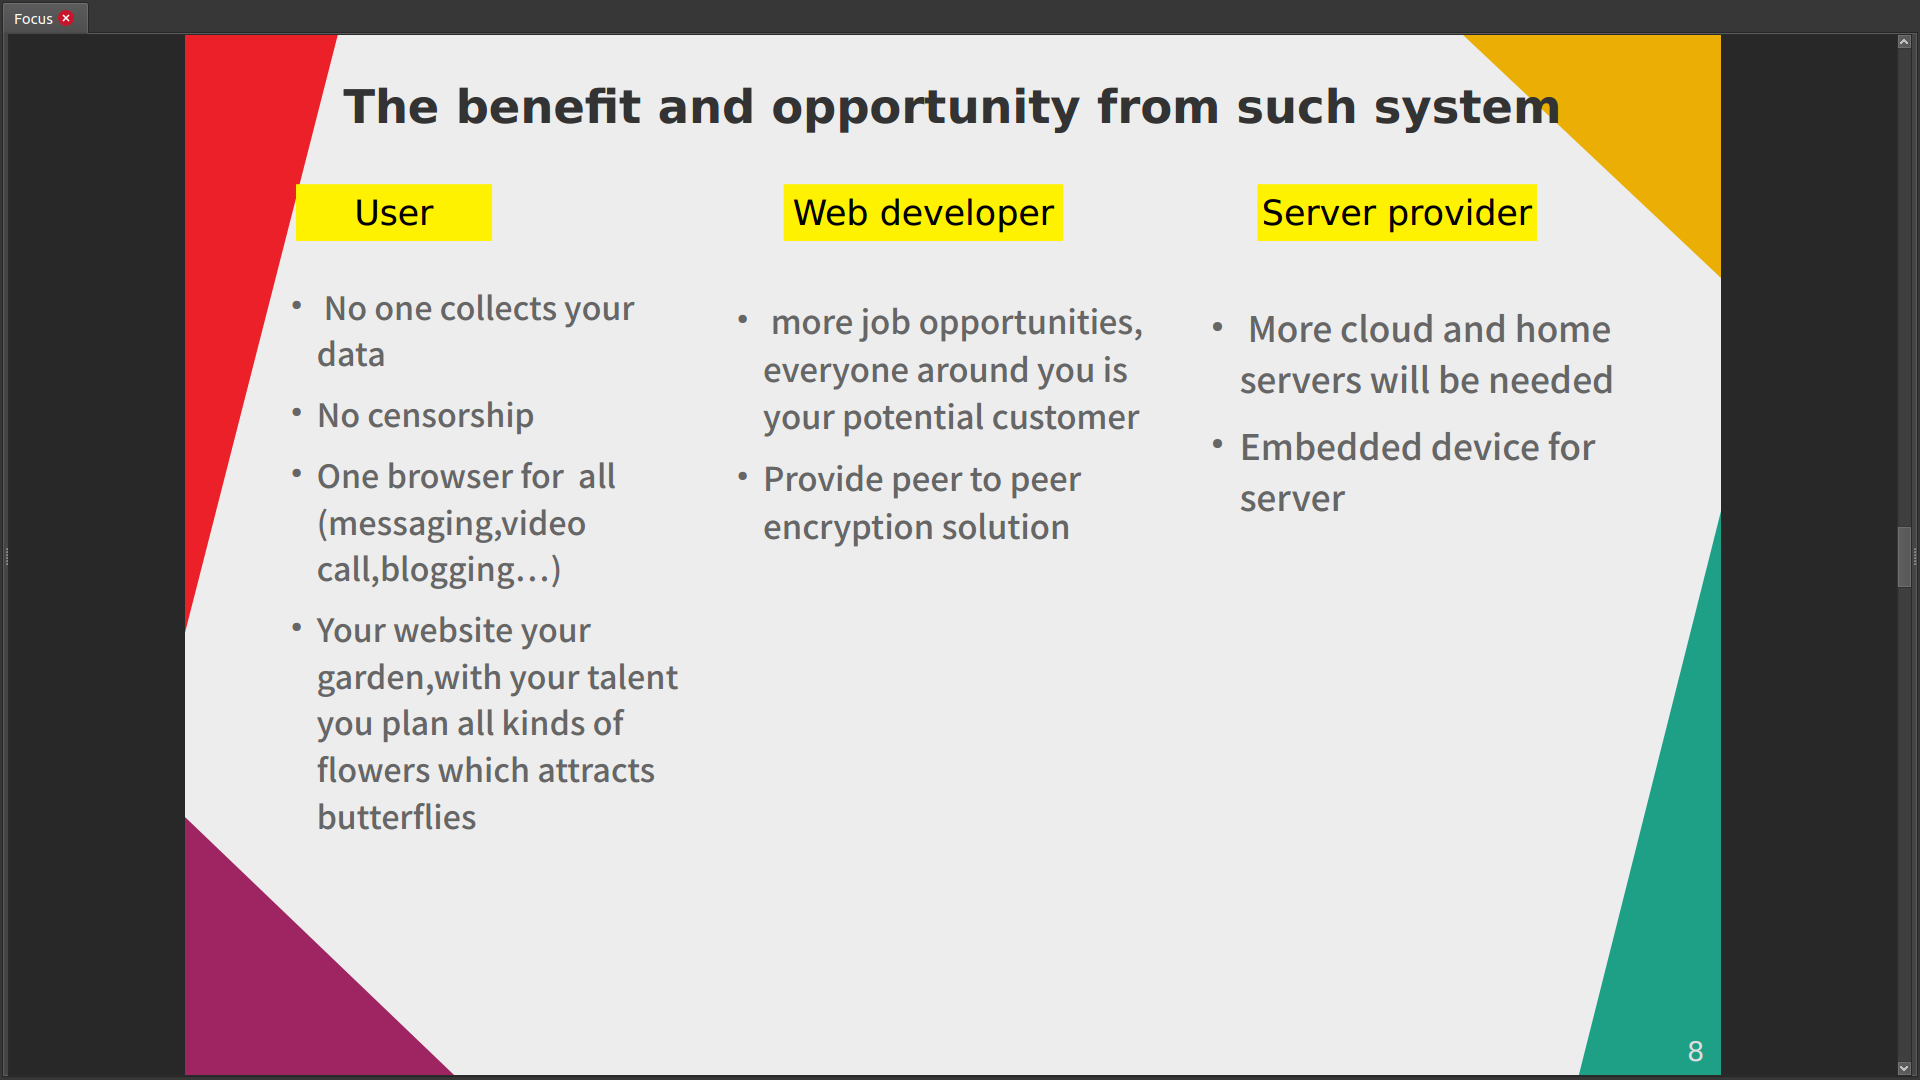 Focus
The benefit and opportunity from such system
User
• No one collects your
data
• No censorship
• One browser for  all
(messaging,video
call,blogging...)
• Your website your
garden,with your talent
you plan all kinds of
flowers which attracts
butterflies
Web developer
• more job opportunities,
everyone around you is
your potential customer
• Provide peer to peer
encryption solution
Server provider
• More cloud and home
servers will be needed
• Embedded device for
server
8